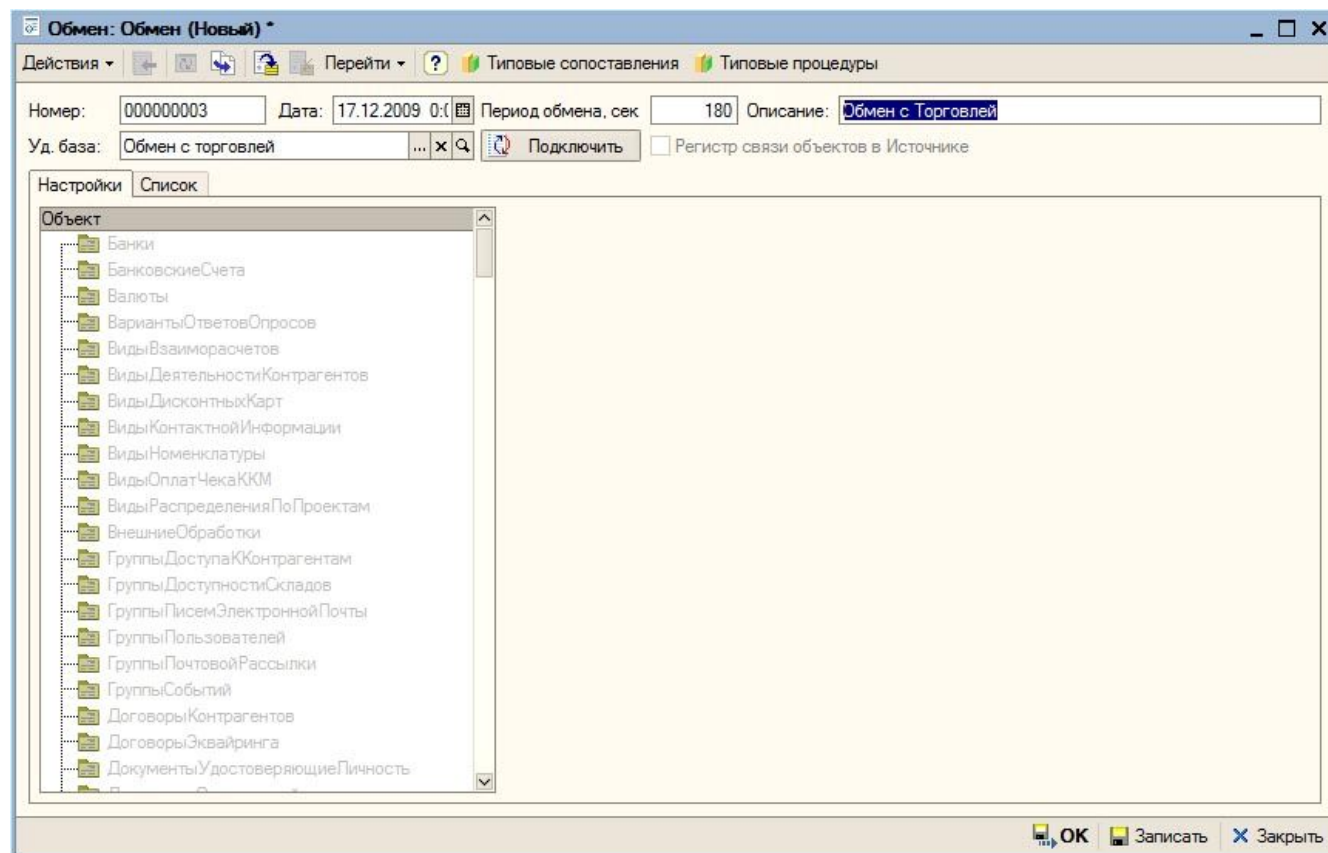 Обмен: Обмен (Новый) *
Действия Перейти ? Типовые сопоставления Типовые процедуры
Номер: 000000003 Дата: 17.12.2009 0:( Период обмена, сек 180 Описание: Обмен с Торговлей
Уд. база: Обмен с торговлей ... x Подключить Регистр связи объектов в Источнике
Настройки Список
Объект
Банки
БанковскиеСчета
Валюты
ВариантыОтветовОпросов
ВидыВзаиморасчетов
ВидыДеятельностиКонтрагентов
ВидыДисконтныхКарт
ВидыКонтактнойИнформации
ВидыНоменклатуры
ВидыОплатЧекаККМ
ВидыРаспределенияПоПроектам
ВнешниеОбработки
ГруппыДоступаККонтрагентам
ГруппыДоступностиСкладов
ГруппыПисемЭлектроннойПочты
ГруппыПользователей
ГруппыПочтовойРассылки
ГруппыСобытий
ДоговорыКонтрагентов
ДоговорыЭквайринга
ДокументыУдостоверяющиеЛичность
OK Записать Закрыть